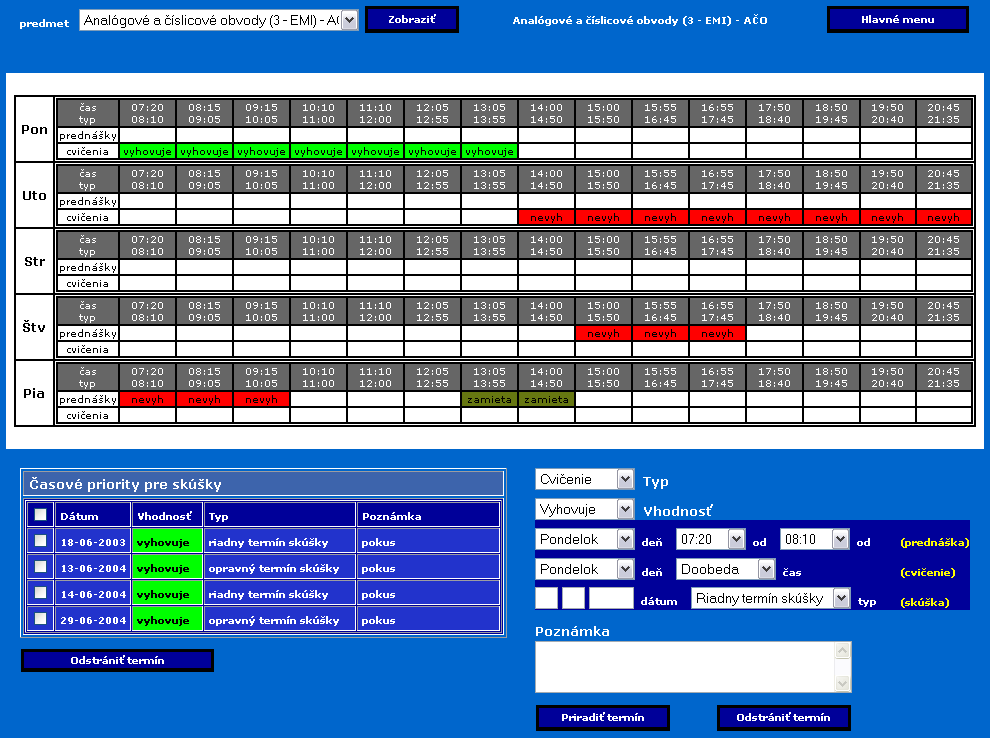 predmet Analógové a číslicové obvody (3 - EMI) - A Zobraziť Analógové a číslicové obvody (3 - EMI) - AČO Hlavné menu
Pon
čas 07:20 08:15 09:15 10:10 11:10 12:05 13:05 14:00 15:00 15:55 16:55 17:50 18:50 19:50 20:45
typ 08:10 09:05 10:05 11:00 12:00 12:55 13:55 14:50 15:50 16:45 17:45 18:40 19:45 20:40 21:35
prednášky
cvičenia vyhovuje vyhovuje vyhovuje vyhovuje vyhovuje vyhovuje vyhovuje
Uto
čas 07:20 08:15 09:15 10:10 11:10 12:05 13:05 14:00 15:00 15:55 16:55 17:50 18:50 19:50 20:45
typ 08:10 09:05 10:05 11:00 12:00 12:55 13:55 14:50 15:50 16:45 17:45 18:40 19:45 20:40 21:35
prednášky
cvičenia nevyh nevyh nevyh nevyh nevyh nevyh nevyh nevyh
Str
čas 07:20 08:15 09:15 10:10 11:10 12:05 13:05 14:00 15:00 15:55 16:55 17:50 18:50 19:50 20:45
typ 08:10 09:05 10:05 11:00 12:00 12:55 13:55 14:50 15:50 16:45 17:45 18:40 19:45 20:40 21:35
prednášky
cvičenia
Štv
čas 07:20 08:15 09:15 10:10 11:10 12:05 13:05 14:00 15:00 15:55 16:55 17:50 18:50 19:50 20:45
typ 08:10 09:05 10:05 11:00 12:00 12:55 13:55 14:50 15:50 16:45 17:45 18:40 19:45 20:40 21:35
prednášky nevyh nevyh nevyh
cvičenia
Pia
čas 07:20 08:15 09:15 10:10 11:10 12:05 13:05 14:00 15:00 15:55 16:55 17:50 18:50 19:50 20:45
typ 08:10 09:05 10:05 11:00 12:00 12:55 13:55 14:50 15:50 16:45 17:45 18:40 19:45 20:40 21:35
prednášky nevyh nevyh nevyh zamieta zamieta
cvičenia
Časové priority pre skúšky
Dátum Vhodnosť Typ Poznámka
18-06-2003 vyhovuje riadny termín skúšky pokus
13-06-2004 vyhovuje opravný termín skúšky pokus
14-06-2004 vyhovuje riadny termín skúšky pokus
29-06-2004 vyhovuje opravný termín skúšky pokus
Odstrániť termín
Cvičenie Typ
Vyhovuje Vhodnosť
Pondelok deň 07:20 od 08:10 od (prednáška)
Pondelok deň Doobeda čas (cvičenie)
dátum Riadny termín skúšky typ (skúška)
Poznámka
Priradiť termín Odstrániť termín